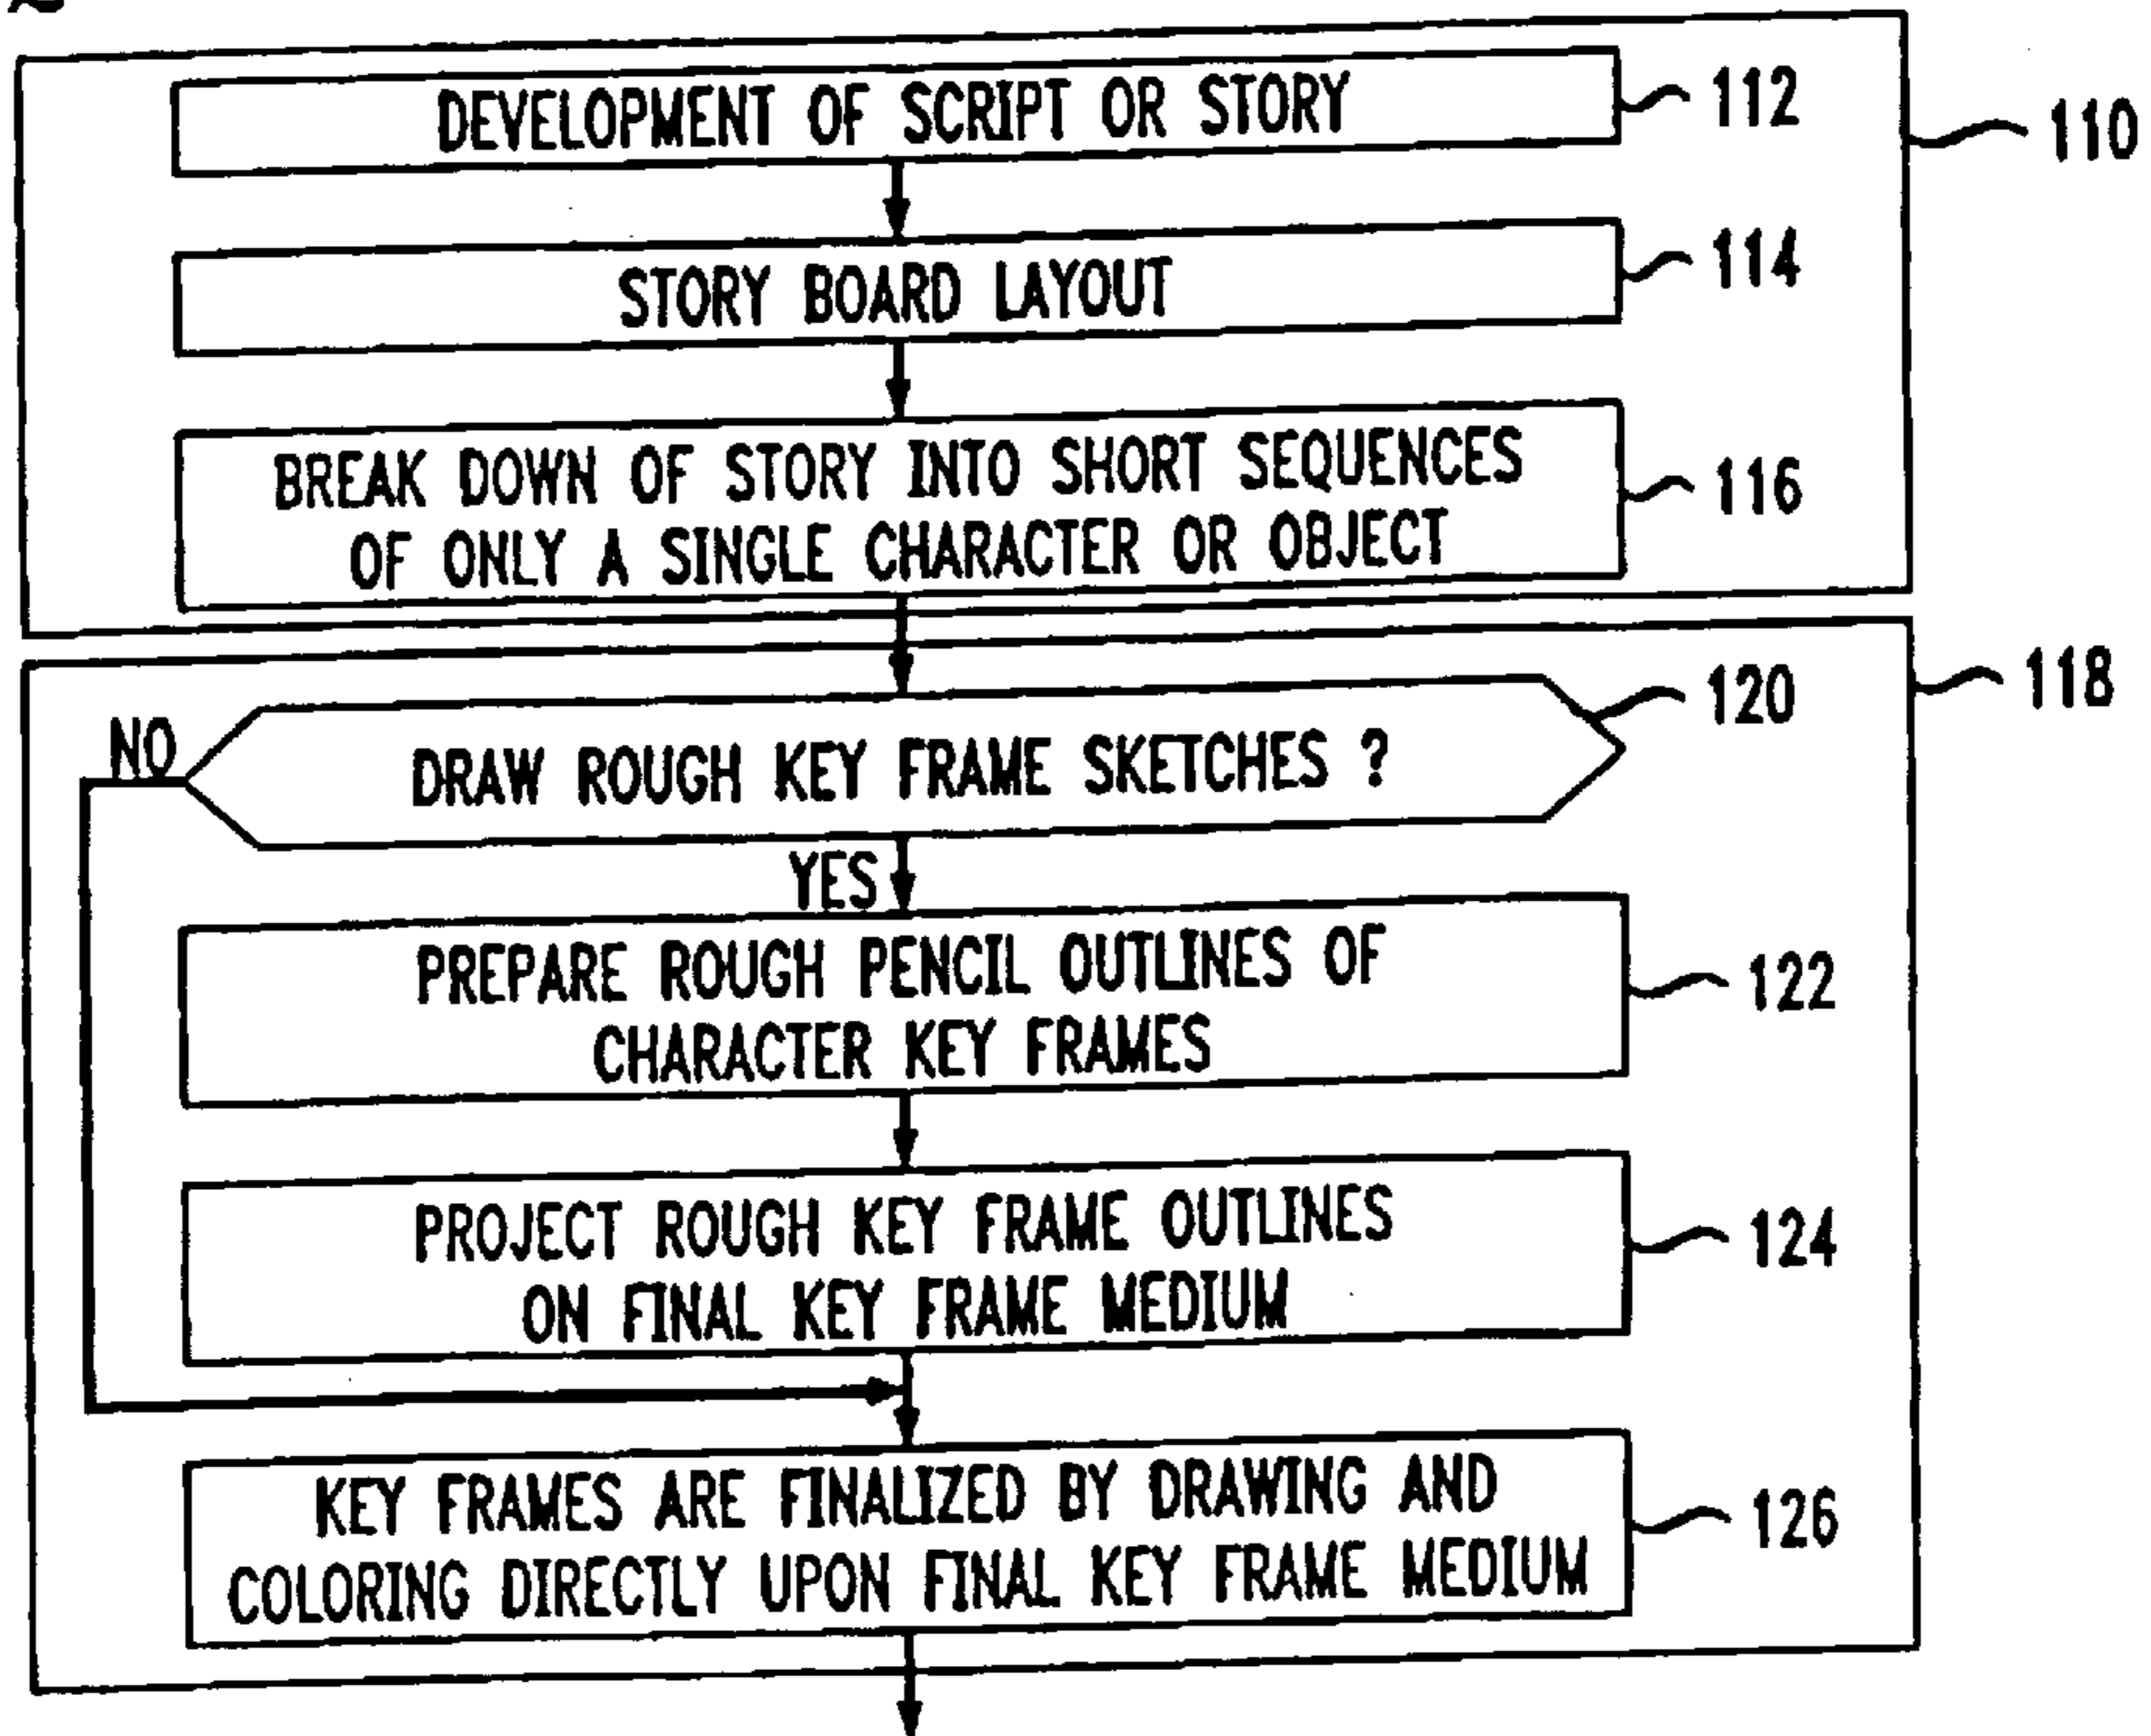 DEVELOPMENT OF SCRIPT OR STORY
112
110
STORY BOARD LAYOUT
114
BREAK DOWN OF STORY INTO SHORT SEQUENCES
OF ONLY A SINGLE CHARACTER OR OBJECT
116
118
120
NO
DRAW ROUGH KEY FRAME SKETCHES ?
YES
PREPARE ROUGH PENCIL OUTLINES OF
CHARACTER KEY FRAMES
122
PROJECT ROUGH KEY FRAME OUTLINES
ON FINAL KEY FRAME MEDIUM
124
KEY FRAMES ARE FINALIZED BY DRAWING AND
COLORING DIRECTLY UPON FINAL KEY FRAME MEDIUM
126